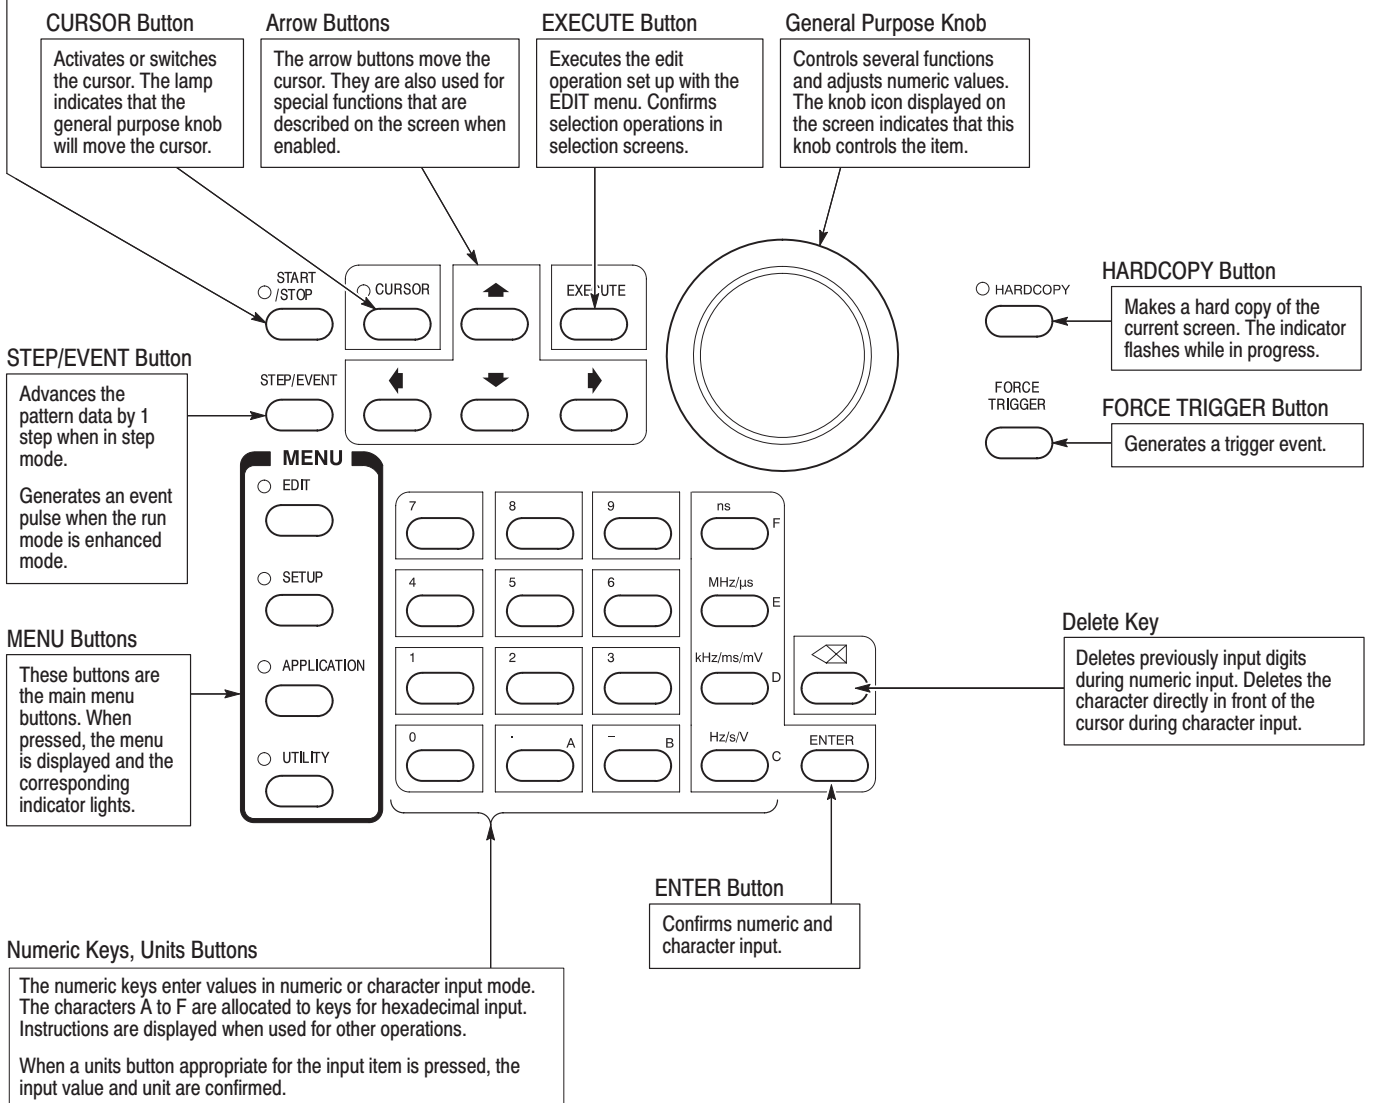 CURSOR Button
Activates or switches
the cursor. The lamp
indicates that the
general purpose knob
will move the cursor.
Arrow Buttons
The arrow buttons move the
cursor. They are also used for
special functions that are
described on the screen when
enabled.
EXECUTE Button
Executes the edit
operation set up with the
EDIT menu. Confirms
selection operations in
selection screens.
General Purpose Knob
Controls several functions
and adjusts numeric values.
The knob icon displayed on
the screen indicates that this
knob controls the item.
START
/STOP
CURSOR
EXECUTE
HARDCOPY
HARDCOPY Button
Makes a hard copy of the
current screen. The indicator
flashes while in progress.
STEP/EVENT Button
Advances the
pattern data by 1
step when in step
mode.
Generates an event
pulse when the run
mode is enhanced
mode.
STEP/EVENT
FORCE
TRIGGER
FORCE TRIGGER Button
Generates a trigger event.
MENU
EDIT
SETUP
APPLICATION
UTILITY
7
8
9
ns
F
4
5
6
MHz/µs
E
1
2
3
kHz/ms/mV
D
0
.
A
–
B
Hz/s/V
C
ENTER
MENU Buttons
These buttons are
the main menu
buttons. When
pressed, the menu
is displayed and the
corresponding
indicator lights.
Delete Key
Deletes previously input digits
during numeric input. Deletes the
character directly in front of the
cursor during character input.
ENTER Button
Confirms numeric and
character input.
Numeric Keys, Units Buttons
The numeric keys enter values in numeric or character input mode.
The characters A to F are allocated to keys for hexadecimal input.
Instructions are displayed when used for other operations.
When a units button appropriate for the input item is pressed, the
input value and unit are confirmed.